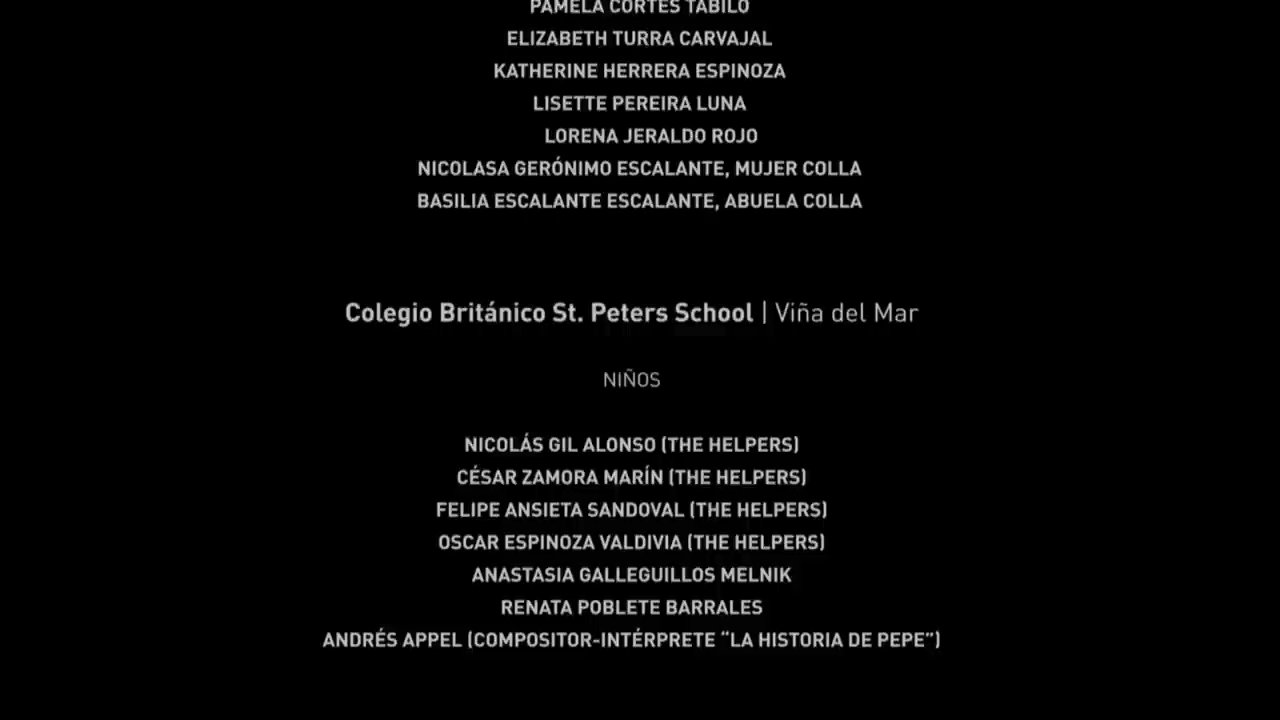 PAMELA CORTÉS TABILO
ELIZABETH TURRA CARVAJAL
KATHERINE HERRERA ESPINOZA
LISETTE PEREIRA LUNA
LORENA JERALDO ROJO
NICOLASA GERÓNIMO ESCALANTE, MUJER COLLA
BASILIA ESCALANTE ESCALANTE, ABUELA COLLA
Colegio Británico St. Peters School | Viña del Mar
NIÑOS
NICOLÁS GIL ALONSO (THE HELPERS)
CÉSAR ZAMORA MARÍN (THE HELPERS)
FELIPE ANSIETA SANDOVAL (THE HELPERS)
OSCAR ESPINOZA VALDIVIA (THE HELPERS)
ANASTASIA GALLEGUILLOS MELNIK
RENATA POBLETE BARRALES
ANDRÉS APPEL (COMPOSITOR-INTÉRPRETE “LA HISTORIA DE PEPE”)